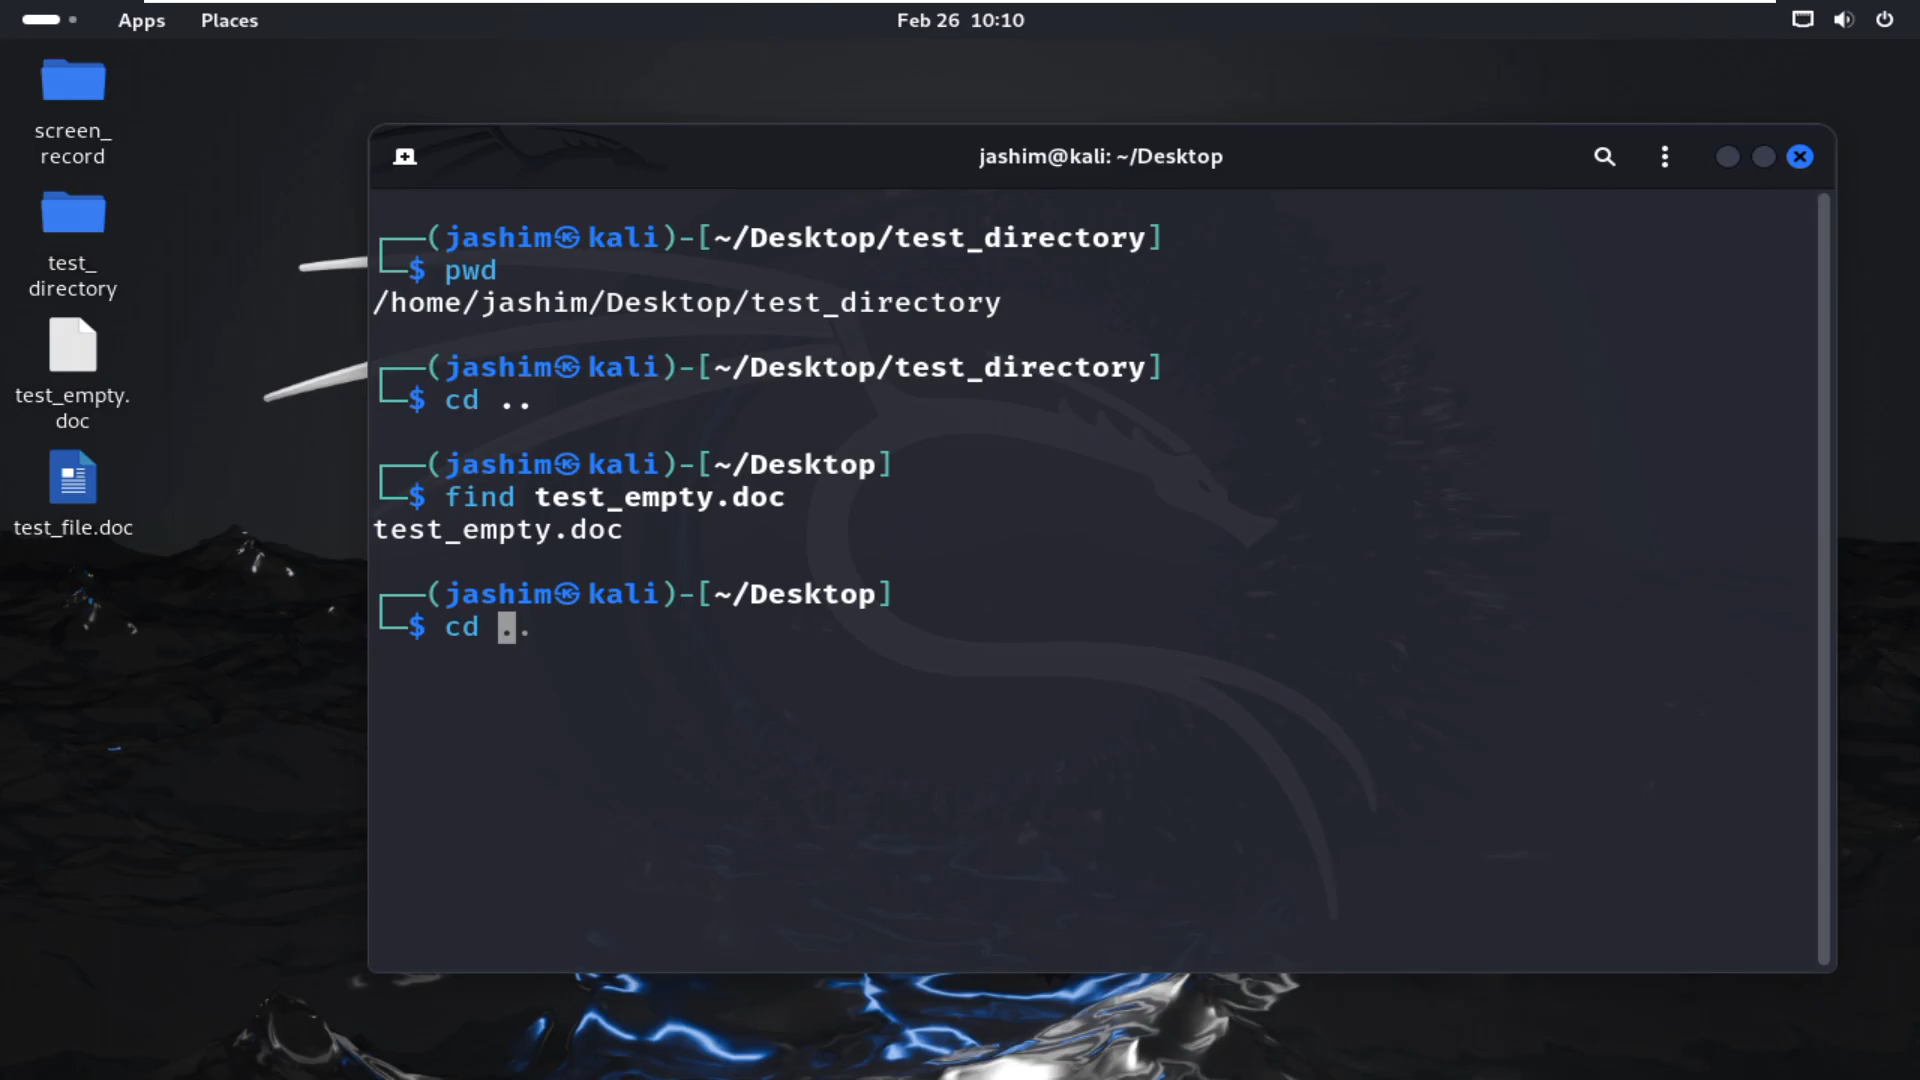 Apps Places Feb 26 10:10
screen_
record
test_
directory
test_empty.
doc
test_file.doc
jashim@kali: ~/Desktop
┌──(jashim㉿kali)-[~/Desktop/test_directory]
└─$ pwd
/home/jashim/Desktop/test_directory
┌──(jashim㉿kali)-[~/Desktop/test_directory]
└─$ cd ..
┌──(jashim㉿kali)-[~/Desktop]
└─$ find test_empty.doc
test_empty.doc
┌──(jashim㉿kali)-[~/Desktop]
└─$ cd ..